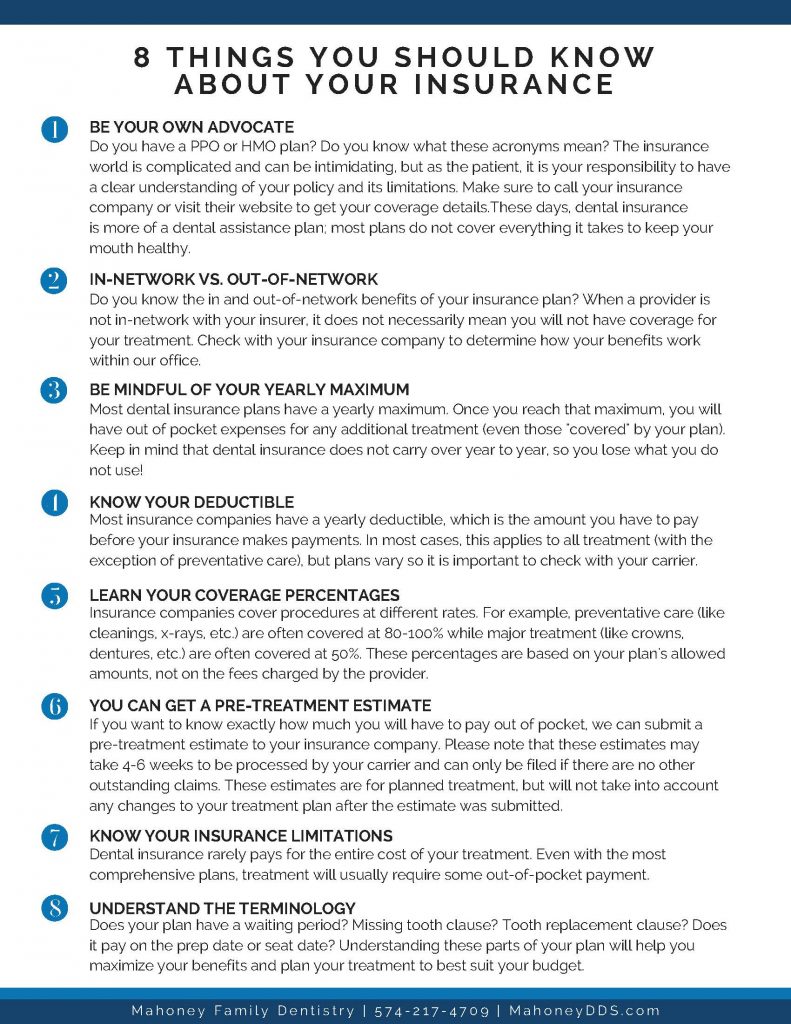 8 THINGS YOU SHOULD KNOW
ABOUT YOUR INSURANCE
1 BE YOUR OWN ADVOCATE
Do you have a PPO or HMO plan? Do you know what these acronyms mean? The insurance
world is complicated and can be intimidating, but as the patient, it is your responsibility to have
a clear understanding of your policy and its limitations. Make sure to call your insurance
company or visit their website to get your coverage details.These days, dental insurance
is more of a dental assistance plan; most plans do not cover everything it takes to keep your
mouth healthy.
2 IN-NETWORK VS. OUT-OF-NETWORK
Do you know the in and out-of-network benefits of your insurance plan? When a provider is
not in-network with your insurer, it does not necessarily mean you will not have coverage for
your treatment. Check with your insurance company to determine how your benefits work
within our office.
3 BE MINDFUL OF YOUR YEARLY MAXIMUM
Most dental insurance plans have a yearly maximum. Once you reach that maximum, you will
have out of pocket expenses for any additional treatment (even those "covered" by your plan).
Keep in mind that dental insurance does not carry over year to year, so you lose what you do
not use!
4 KNOW YOUR DEDUCTIBLE
Most insurance companies have a yearly deductible, which is the amount you have to pay
before your insurance makes payments. In most cases, this applies to all treatment (with the
exception of preventative care), but plans vary so it is important to check with your carrier.
5 LEARN YOUR COVERAGE PERCENTAGES
Insurance companies cover procedures at different rates. For example, preventative care (like
cleanings, x-rays, etc.) are often covered at 80-100% while major treatment (like crowns,
dentures, etc.) are often covered at 50%. These percentages are based on your plan's allowed
amounts, not on the fees charged by the provider.
6 YOU CAN GET A PRE-TREATMENT ESTIMATE
If you want to know exactly how much you will have to pay out of pocket, we can submit a
pre-treatment estimate to your insurance company. Please note that these estimates may
take 4-6 weeks to be processed by your carrier and can only be filed if there are no other
outstanding claims. These estimates are for planned treatment, but will not take into account
any changes to your treatment plan after the estimate was submitted.
7 KNOW YOUR INSURANCE LIMITATIONS
Dental insurance rarely pays for the entire cost of your treatment. Even with the most
comprehensive plans, treatment will usually require some out-of-pocket payment.
8 UNDERSTAND THE TERMINOLOGY
Does your plan have a waiting period? Missing tooth clause? Tooth replacement clause? Does
it pay on the prep date or seat date? Understanding these parts of your plan will help you
maximize your benefits and plan your treatment to best suit your budget.
Mahoney Family Dentistry | 574-217-4709 | MahoneyDDS.com